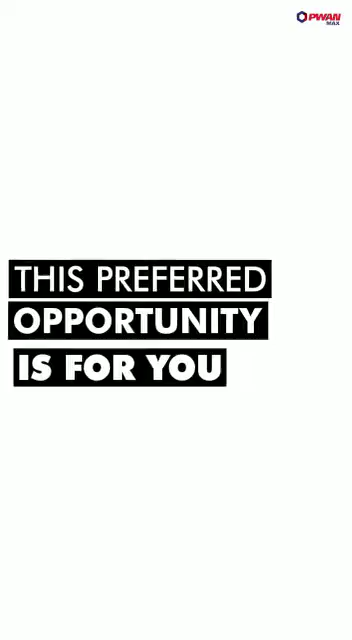 PWAN
MAX
THIS PREFERRED
OPPORTUNITY
IS FOR YOU